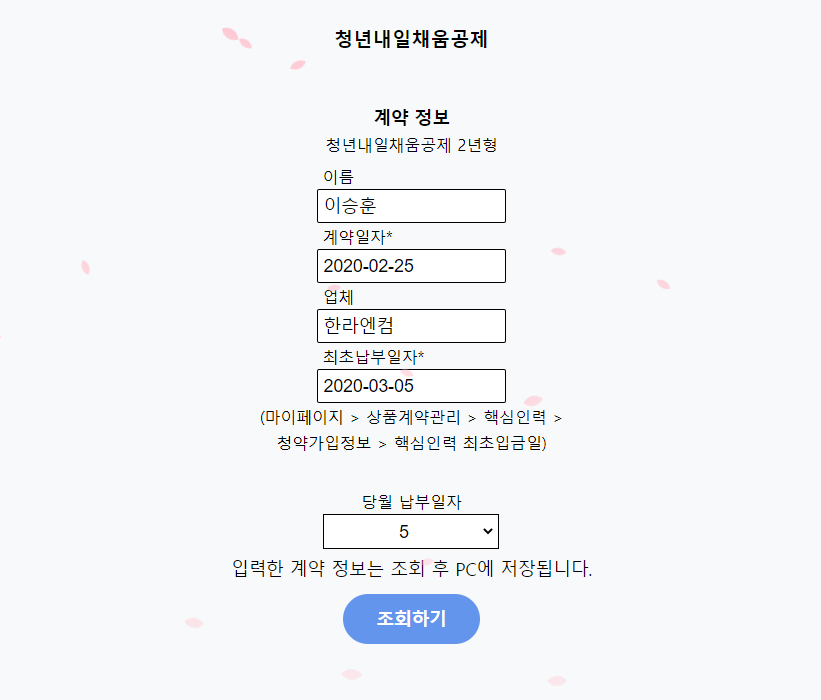 청년내일채움공제
계약 정보
청년내일채움공제 2년형
이름
이승훈
계약일자*
2020-02-25
업체
한라엔컴
최초납부일자*
2020-03-05
(마이페이지 > 상품계약관리 > 핵심인력 >
청약가입정보 > 핵심인력 최초입금일)
당월 납부일자
5
입력한 계약 정보는 조회 후 PC에 저장됩니다.
조회하기